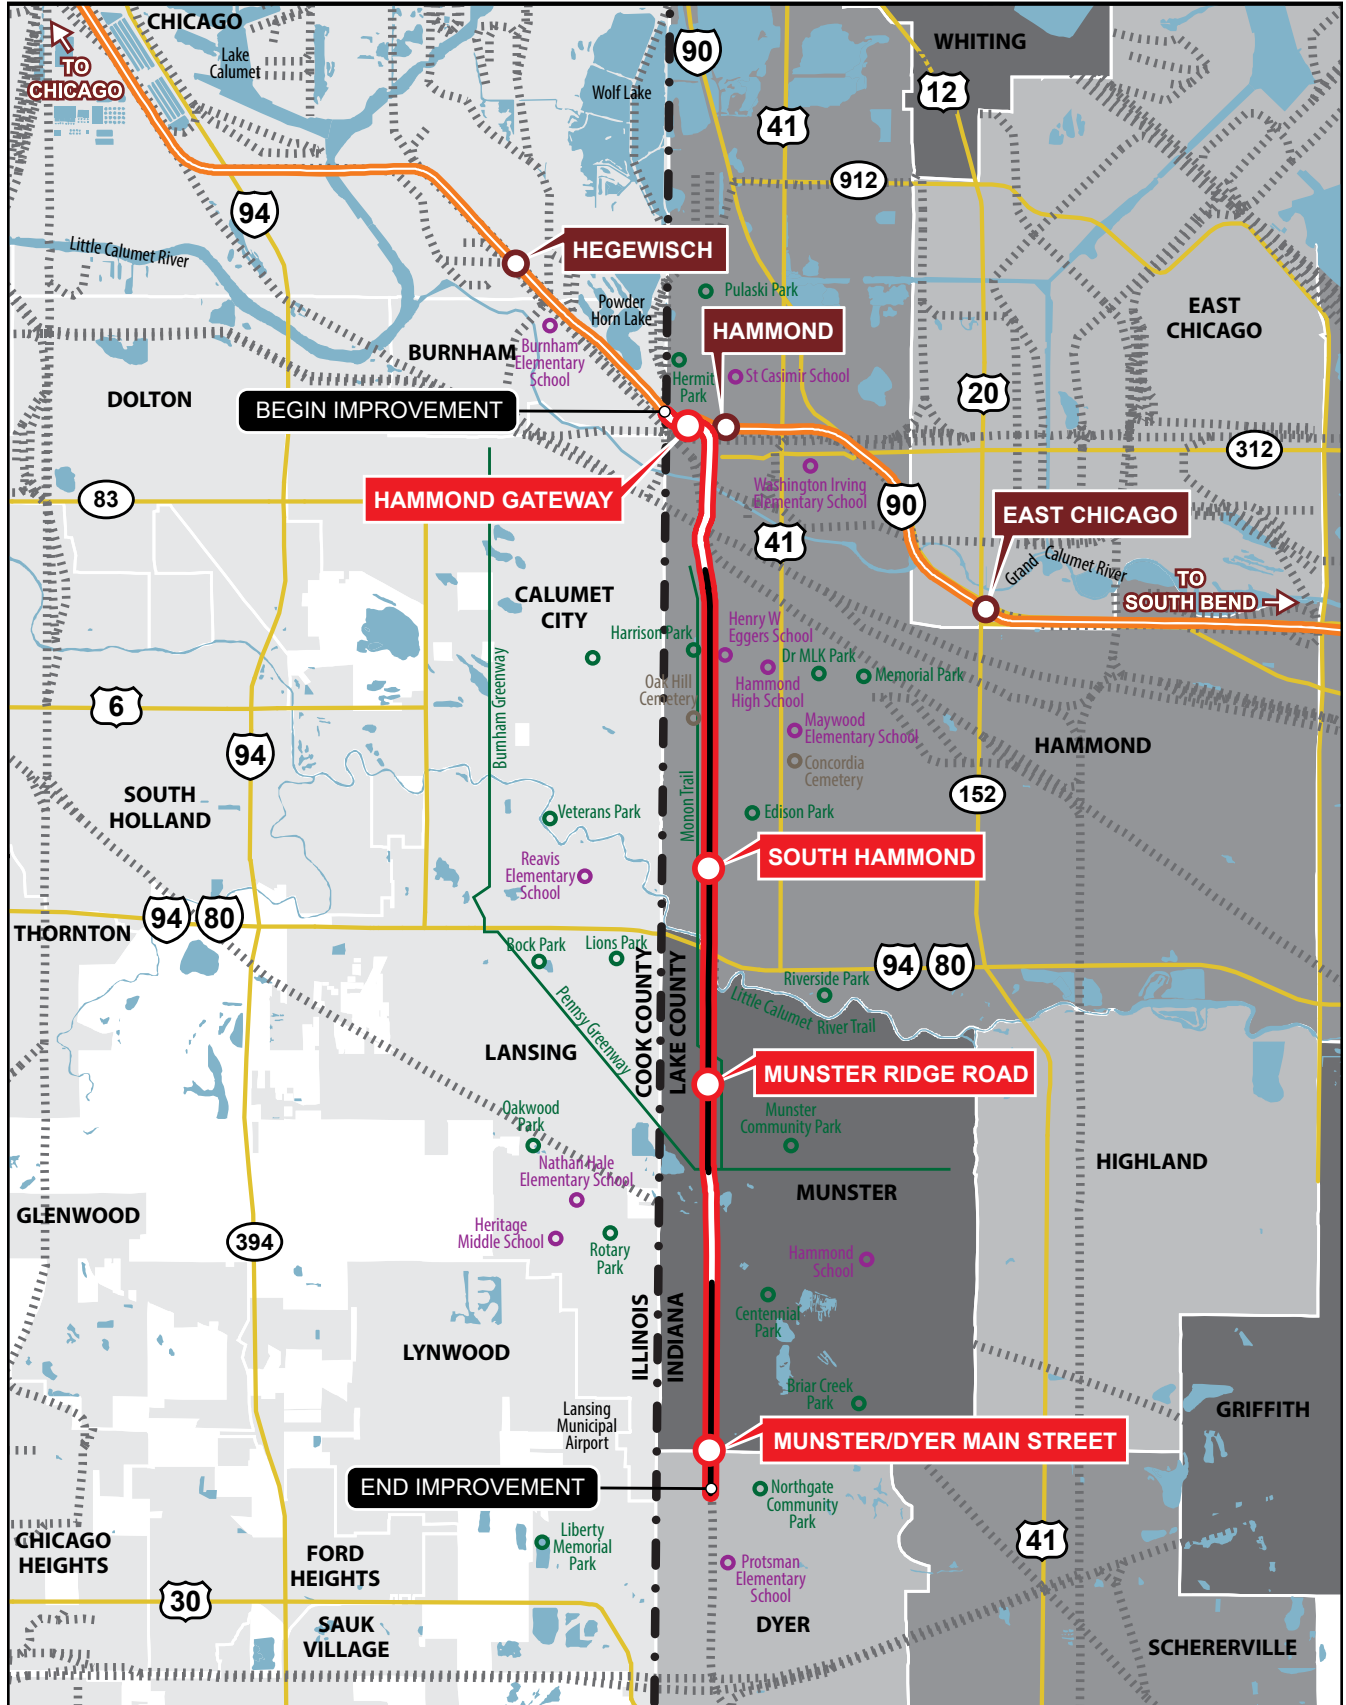 CHICAGO
Lake
Calumet
TO
CHICAGO
Wolf Lake
90
WHITING
12
41
912
94
Little Calumet River
HEGEWISCH
Pulaski Park
Powder
Horn Lake
EAST
CHICAGO
HAMMOND
BURNHAM
Burnham
Elementary
School
Hermit
Park
St Casimir School
DOLTON
20
BEGIN IMPROVEMENT
312
HAMMOND GATEWAY
83
Washington Irving
Elementary School
90
EAST CHICAGO
41
Grand
Calumet River
TO
SOUTH BEND
CALUMET
CITY
Harrison Park
Henry W
Eggers School
Dr MLK Park
Memorial Park
Hammond
High School
Oak Hill
Cemetery
Burnham Greenway
6
Maywood
Elementary School
HAMMOND
94
Concordia
Cemetery
152
SOUTH
HOLLAND
Veterans Park
Monon Trail
Edison Park
SOUTH HAMMOND
Reavis
Elementary
School
94
80
THORNTON
Bock Park
Lions Park
94
80
Riverside Park
Little Calumet
River Trail
Pennsy Greenway
COOK COUNTY
LAKE COUNTY
LANSING
MUNSTER RIDGE ROAD
Oakwood
Park
Munster
Community Park
Nathan Hale
Elementary School
HIGHLAND
MUNSTER
GLENWOOD
394
Heritage
Middle School
Rotary
Park
Hammond
School
Centennial
Park
ILLINOIS
INDIANA
LYNWOOD
Briar Creek
Park
GRIFFITH
Lansing
Municipal
Airport
MUNSTER/DYER MAIN STREET
END IMPROVEMENT
Northgate
Community
Park
CHICAGO
HEIGHTS
Liberty
Memorial
Park
41
FORD
HEIGHTS
Protsman
Elementary
School
30
SAUK
VILLAGE
DYER
SCHERERVILLE